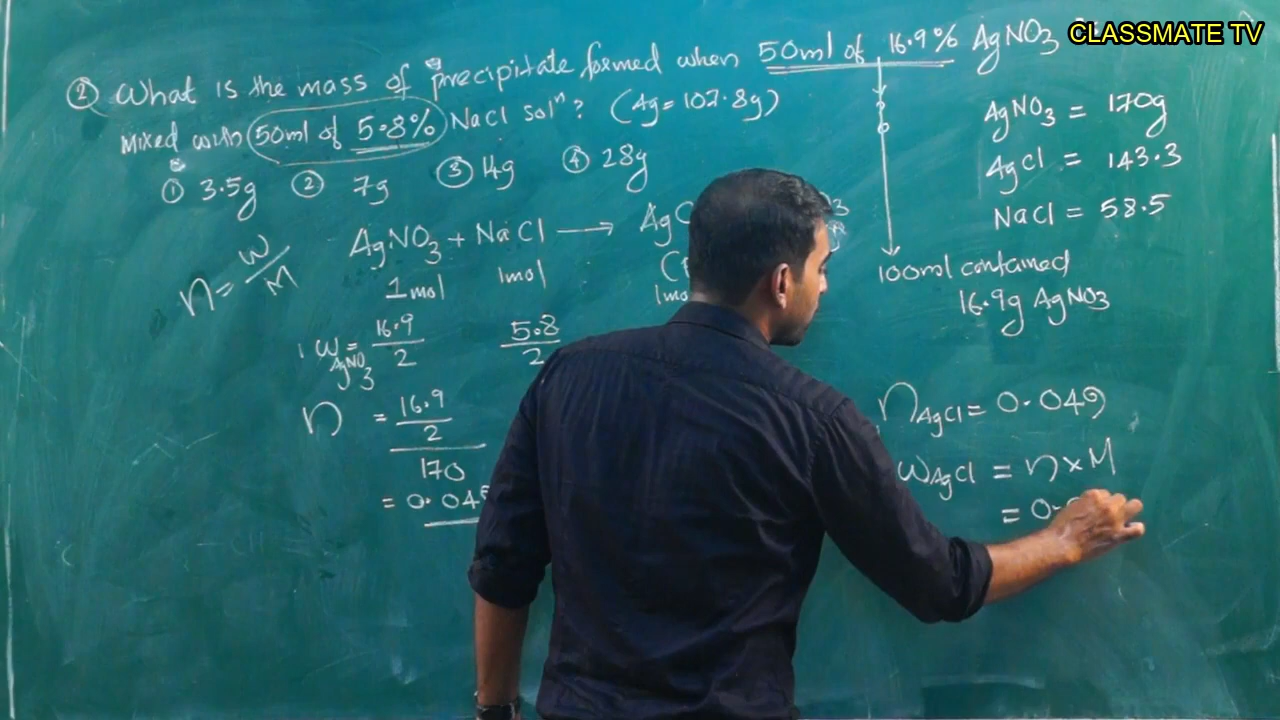 CLASSMATE TV
② What is the mass of precipitate formed when 50ml of 16.9% AgNO₃
Mixed with 50ml of 5.8% NaCl solⁿ? (Ag=107.8g)
① 3.5g ② 7g ③ 14g ④ 28g
AgNO₃ = 170g
AgCl = 143.3
NaCl = 58.5
n = W/M
AgNO₃ + NaCl ⟶
1mol 1mol
100ml contained
16.9g AgNO₃
W AgNO₃ = 16.9/2 5.8/2
n = 16.9/2
170
= 0.04
n AgCl = 0.049
W AgCl = n × M
= 0.